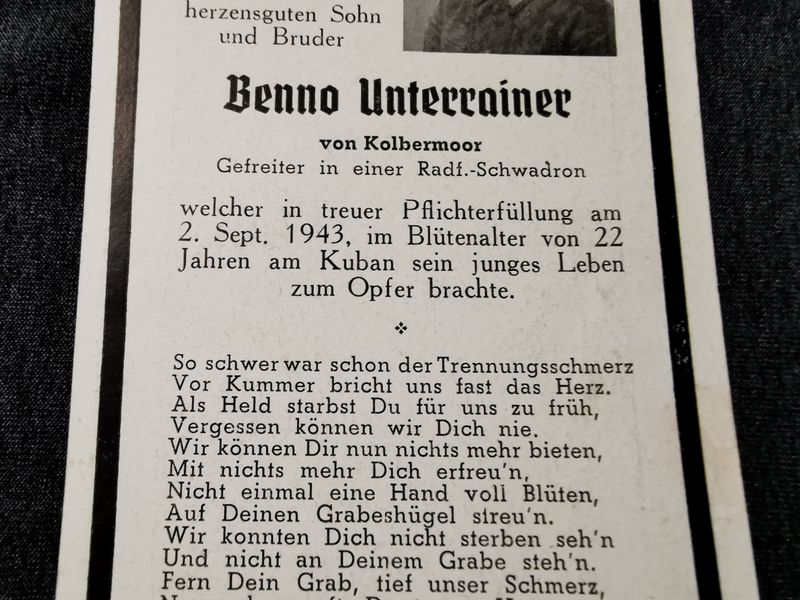 herzensguten Sohn
und Bruder
Benno Unterrainer
von Kolbermoor
Gefreiter in einer Radf.-Schwadron
welcher in treuer Pflichterfüllung am
2. Sept. 1943, im Blütenalter von 22
Jahren am Kuban sein junges Leben
zum Opfer brachte.
So schwer war schon der Trennungsschmerz
Vor Kummer bricht uns fast das Herz.
Als Held starbst Du für uns zu früh,
Vergessen können wir Dich nie.
Wir können Dir nun nichts mehr bieten,
Mit nichts mehr Dich erfreu'n,
Nicht einmal eine Hand voll Blüten,
Auf Deinen Grabeshügel streu'n.
Wir konnten Dich nicht sterben seh'n
Und nicht an Deinem Grabe steh'n.
Fern Dein Grab, tief unser Schmerz,